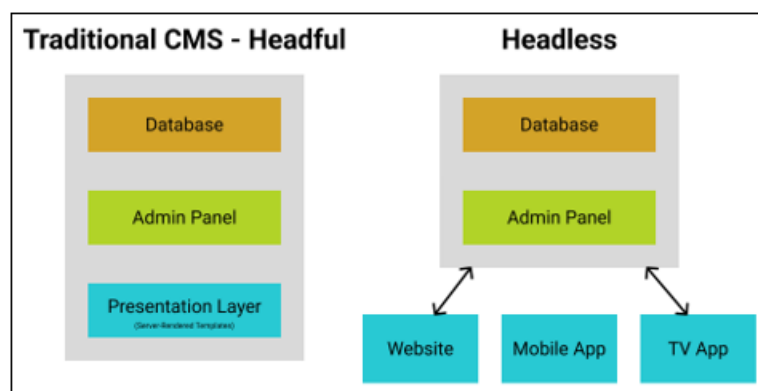 Traditional CMS - Headful
Database
Admin Panel
Presentation Layer
(Server-Rendered Templates)
Headless
Database
Admin Panel
Website
Mobile App
TV App